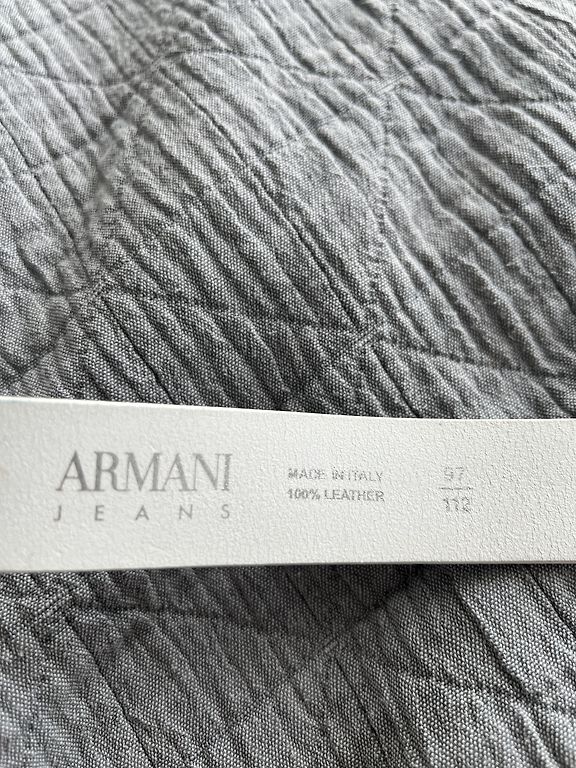 ARMANI
JEANS
MADE IN ITALY
100% LEATHER
97
112